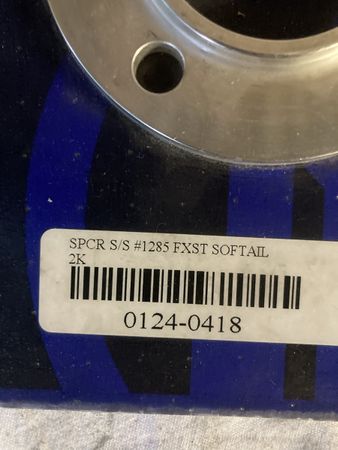 SPCR S/S #1285 FXST SOFTAIL
2K
0124-0418